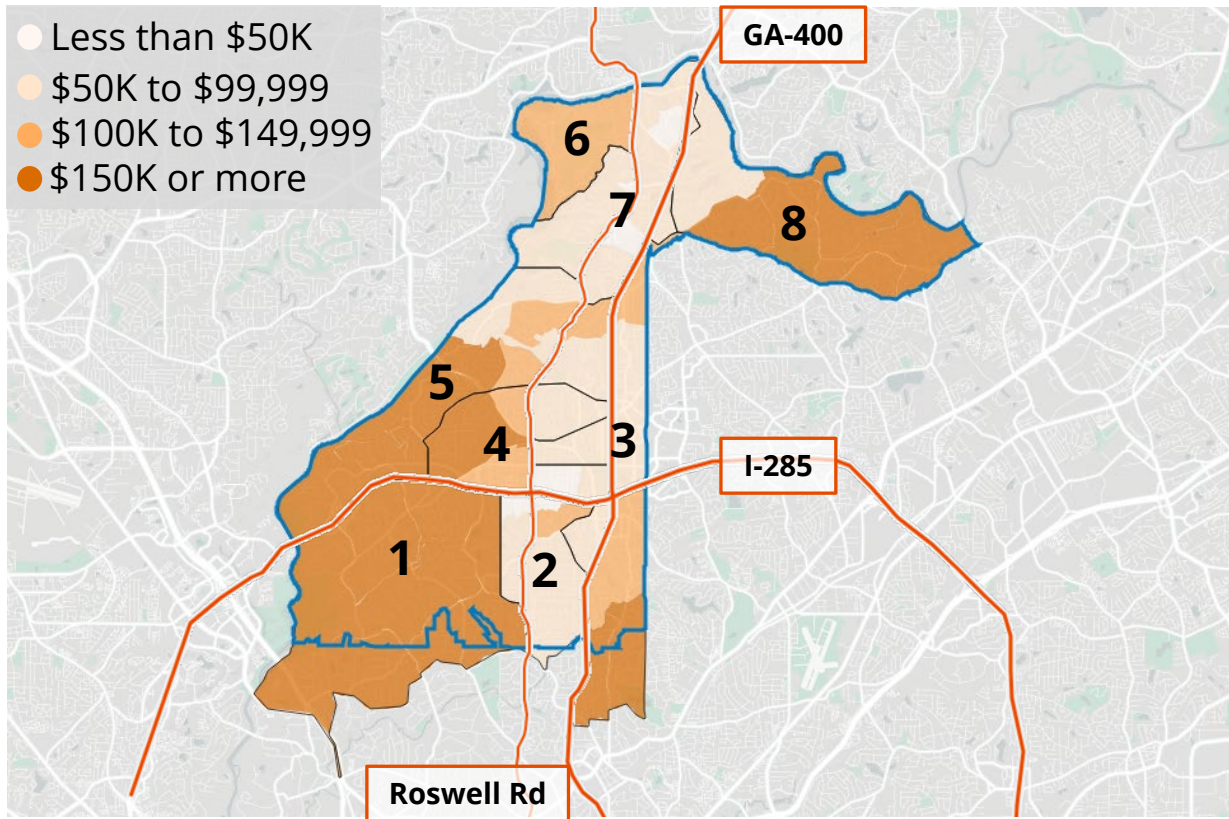 Less than $50K
$50K to $99,999
$100K to $149,999
$150K or more
GA-400
6
7
8
5
4
3
I-285
1
2
Roswell Rd